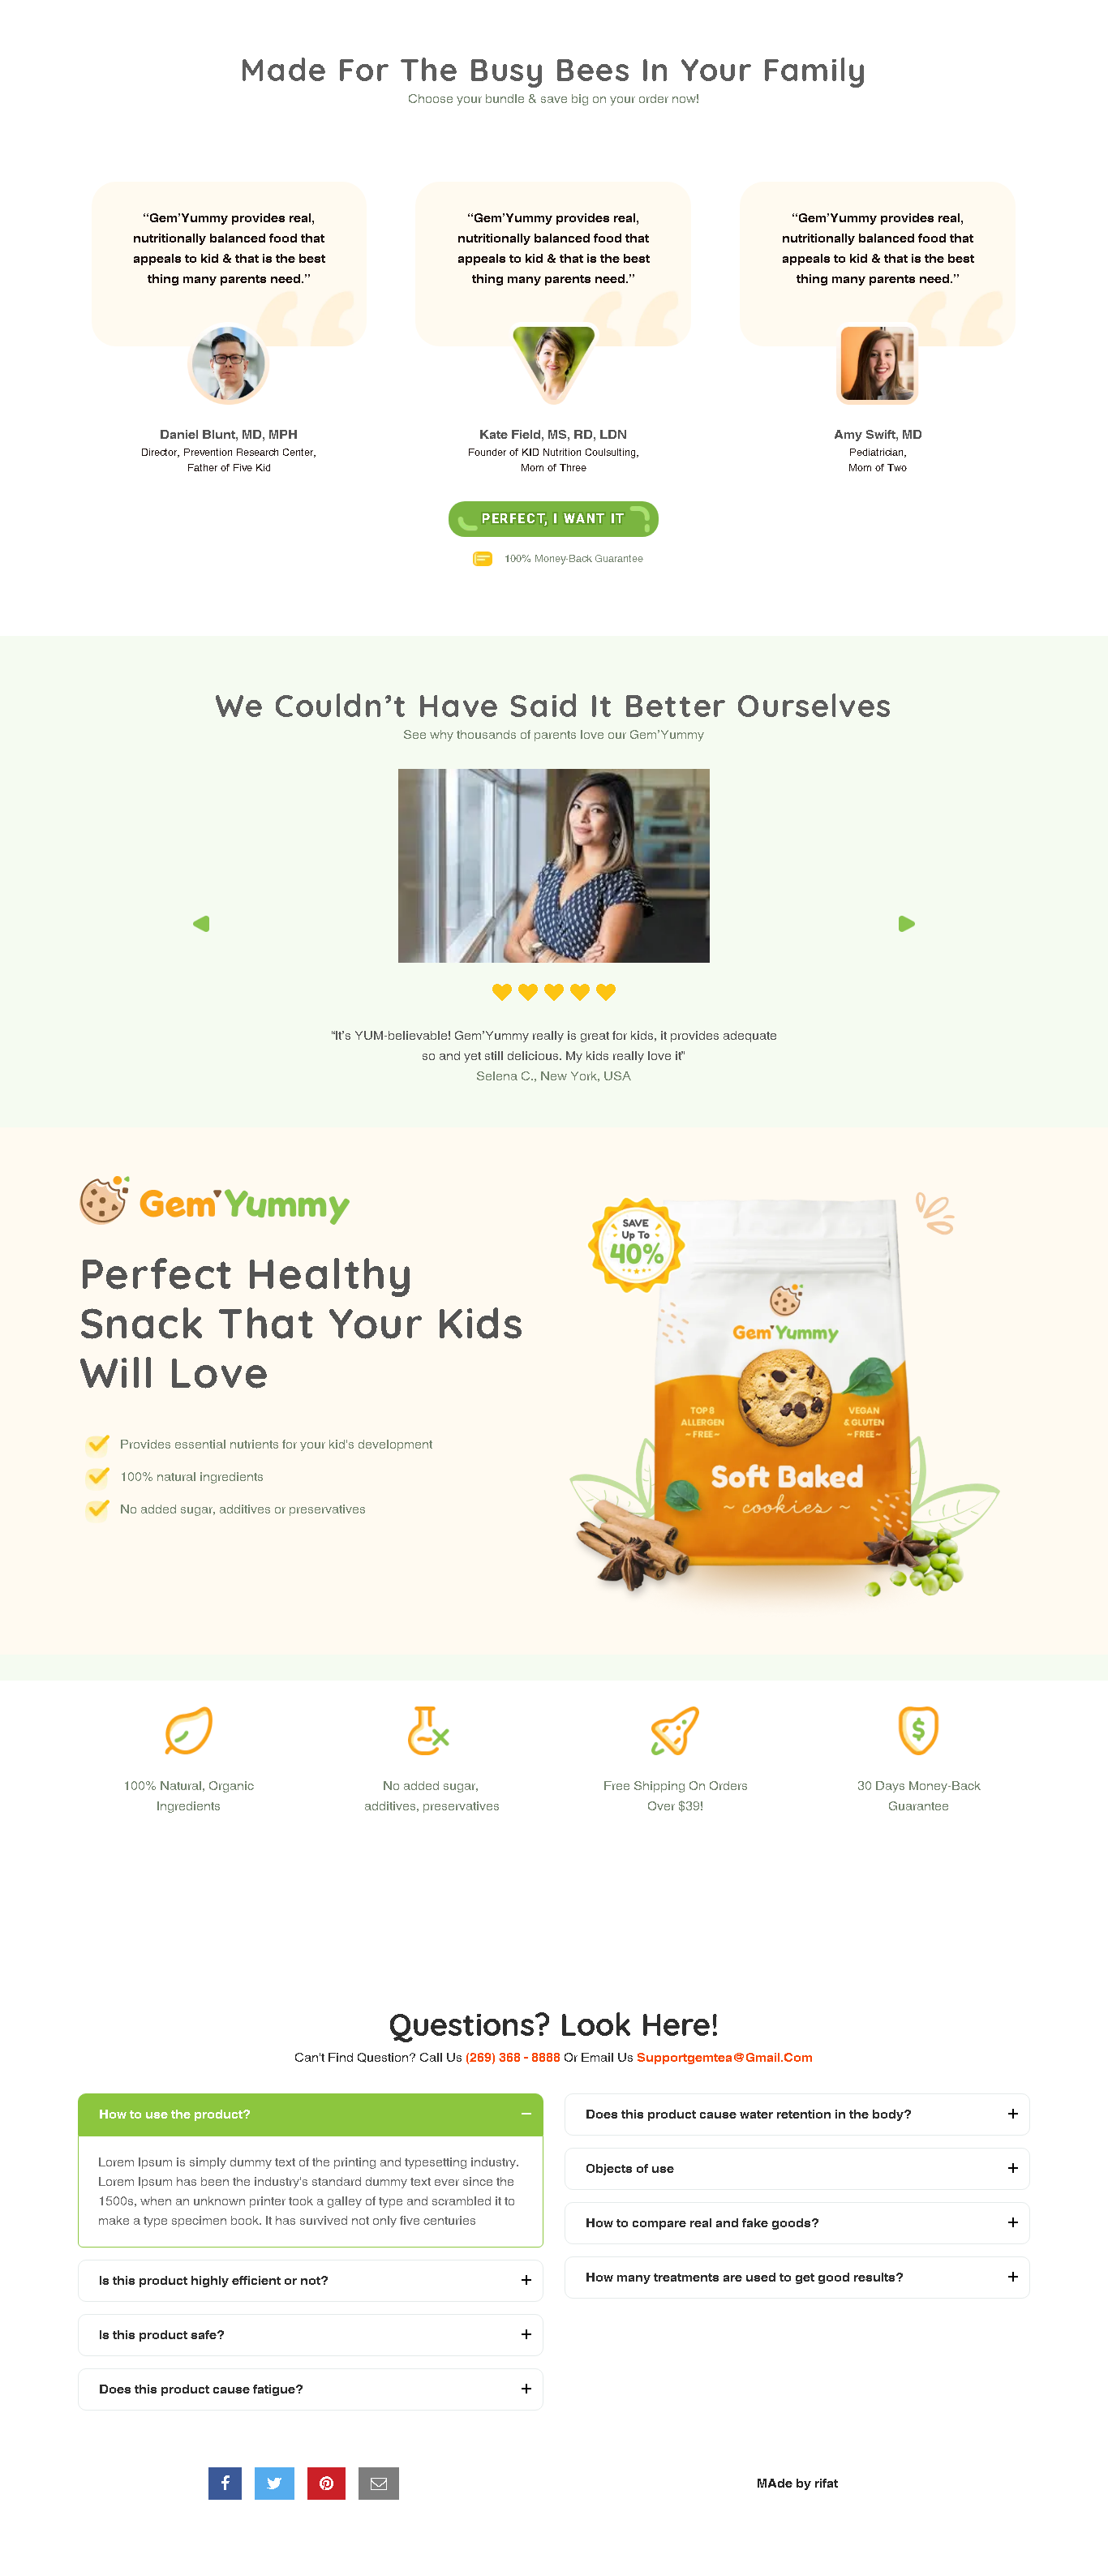 Made For The Busy Bees In Your Family
Choose your bundle & save big on your order now!
“Gem’Yummy provides real,
nutritionally balanced food that
appeals to kid & that is the best
thing many parents need.”
“Gem’Yummy provides real,
nutritionally balanced food that
appeals to kid & that is the best
thing many parents need.”
“Gem’Yummy provides real,
nutritionally balanced food that
appeals to kid & that is the best
thing many parents need.”
Daniel Blunt, MD, MPH
Director, Prevention Research Center,
Father of Five Kid
Kate Field, MS, RD, LDN
Founder of KID Nutrition Coulsulting,
Mom of Three
Amy Swift, MD
Pediatrician,
Mom of Two
PERFECT, I WANT IT
100% Money-Back Guarantee
We Couldn’t Have Said It Better Ourselves
See why thousands of parents love our Gem’Yummy
“It’s YUM-believable! Gem’Yummy really is great for kids, it provides adequate
so and yet still delicious. My kids really love it”
Selena C., New York, USA
Gem Yummy
Perfect Healthy
Snack That Your Kids
Will Love
Provides essential nutrients for your kid's development
100% natural ingredients
No added sugar, additives or preservatives
SAVE
Up To
40%
Gem Yummy
TOP 8
ALLERGEN
~ FREE ~
VEGAN
& GLUTEN
~ FREE ~
Soft Baked
~ cookies ~
100% Natural, Organic
Ingredients
No added sugar,
additives, preservatives
Free Shipping On Orders
Over $39!
30 Days Money-Back
Guarantee
Questions? Look Here!
Can't Find Question? Call Us (269) 368 - 8888 Or Email Us Supportgemtea@Gmail.Com
How to use the product?
Lorem Ipsum is simply dummy text of the printing and typesetting industry.
Lorem Ipsum has been the industry's standard dummy text ever since the
1500s, when an unknown printer took a galley of type and scrambled it to
make a type specimen book. It has survived not only five centuries
Is this product highly efficient or not?
Is this product safe?
Does this product cause fatigue?
Does this product cause water retention in the body?
Objects of use
How to compare real and fake goods?
How many treatments are used to get good results?
MAde by rifat